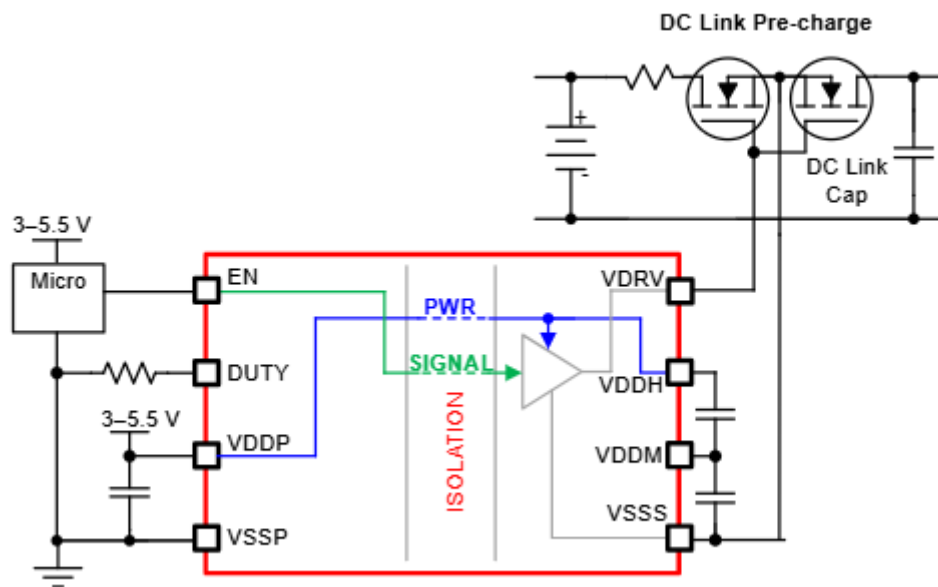 DC Link Pre-charge
+
-
DC Link
Cap
3–5.5 V
Micro
EN
PWR
VDRV
SIGNAL
DUTY
VDDH
3–5.5 V
VDDP
ISOLATION
VDDM
VSSP
VSSS